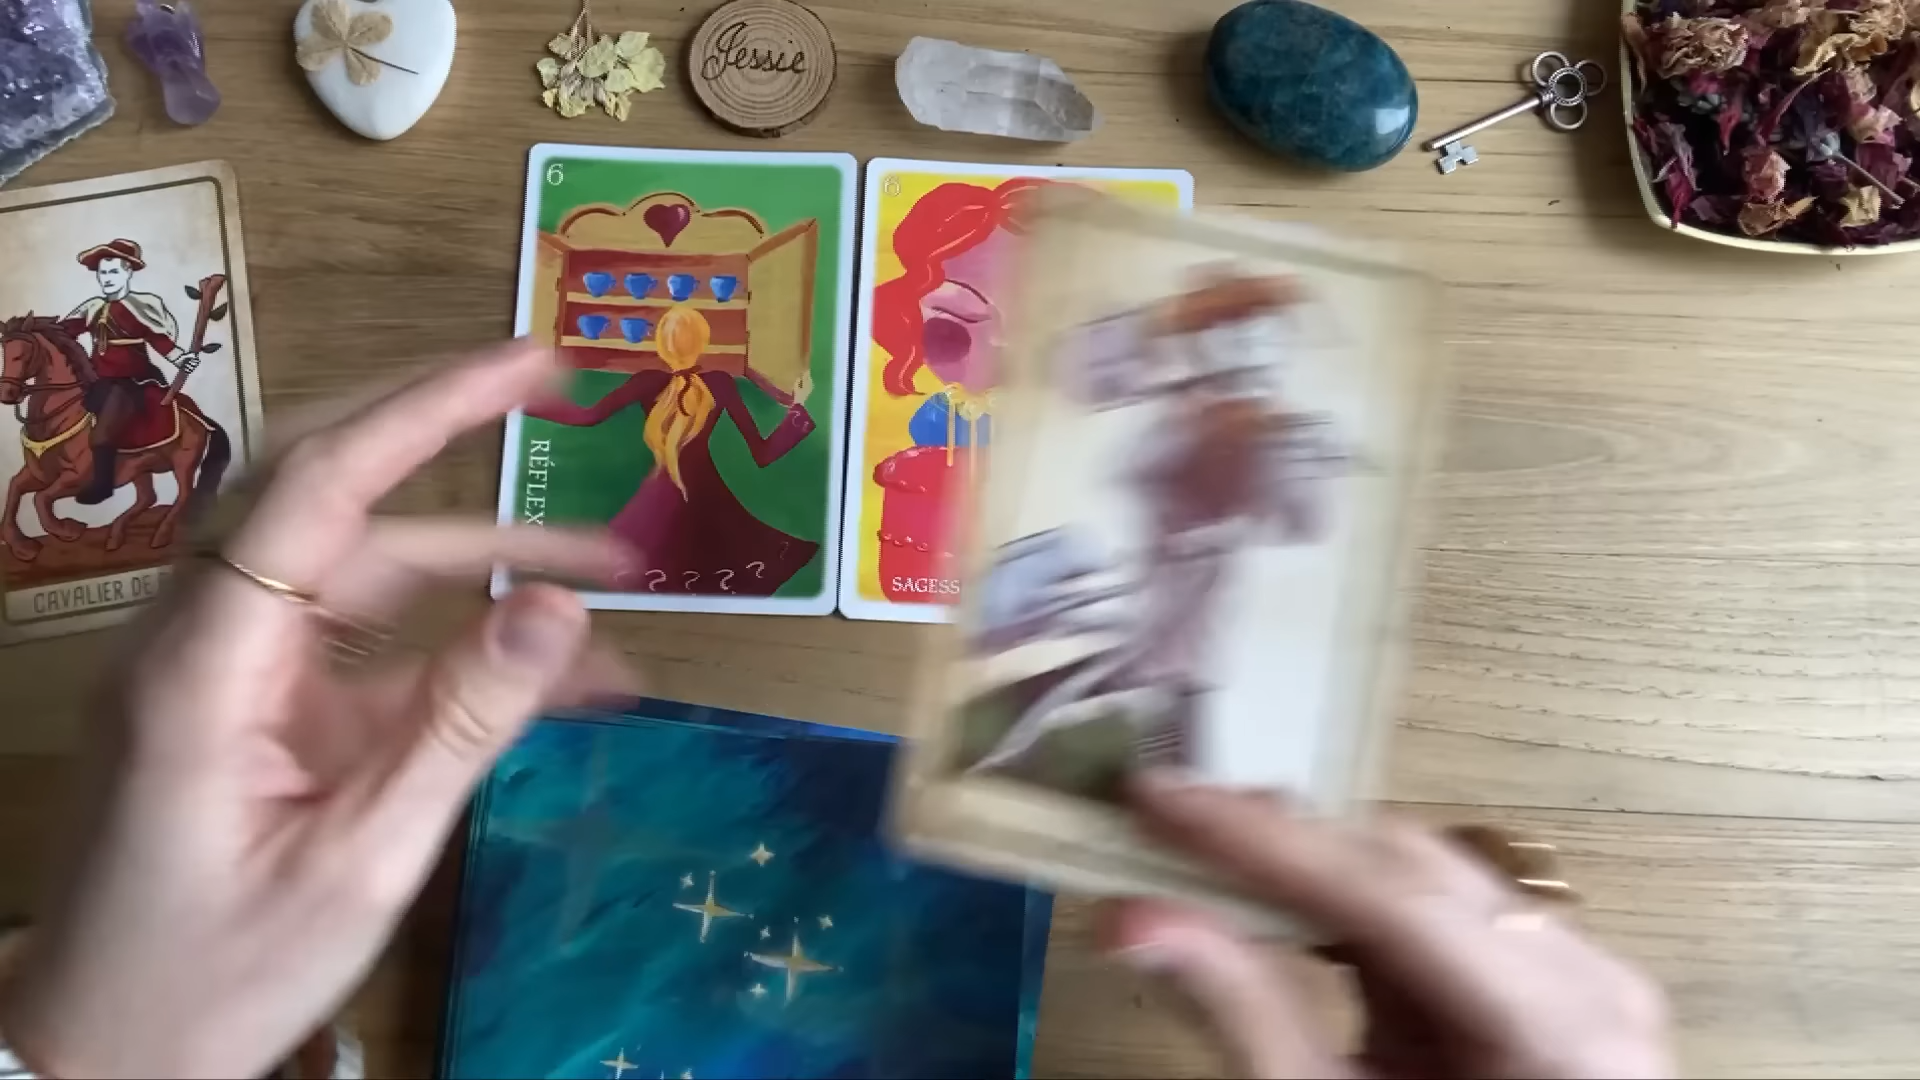 Jessie
6
6
RÉFLEX
SAGESS
CAVALIER DE